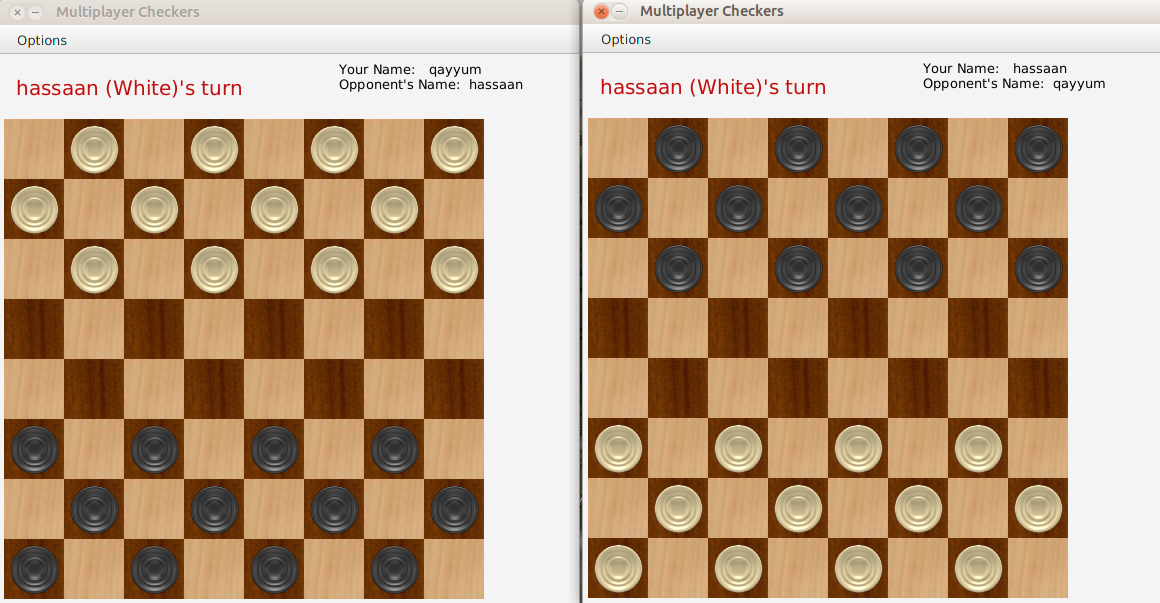 Multiplayer Checkers
Options
hassaan (White)'s turn
Your Name: qayyum
Opponent's Name: hassaan
Multiplayer Checkers
Options
hassaan (White)'s turn
Your Name: hassaan
Opponent's Name: qayyum